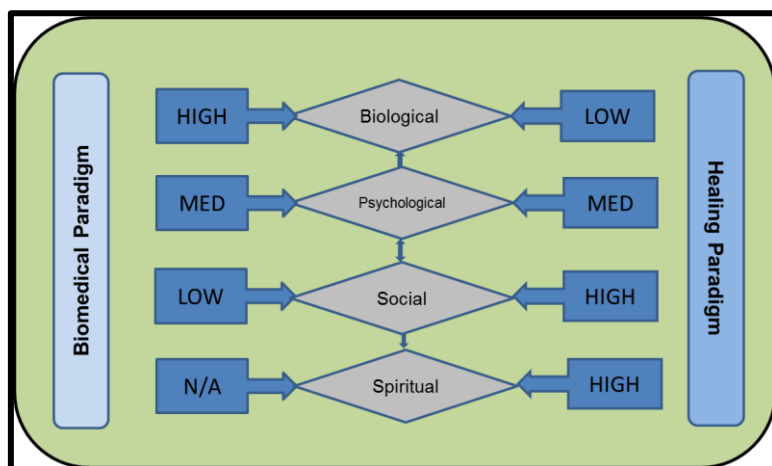 Biomedical Paradigm
HIGH
Biological
LOW
MED
Psychological
MED
LOW
Social
HIGH
N/A
Spiritual
HIGH
Healing Paradigm